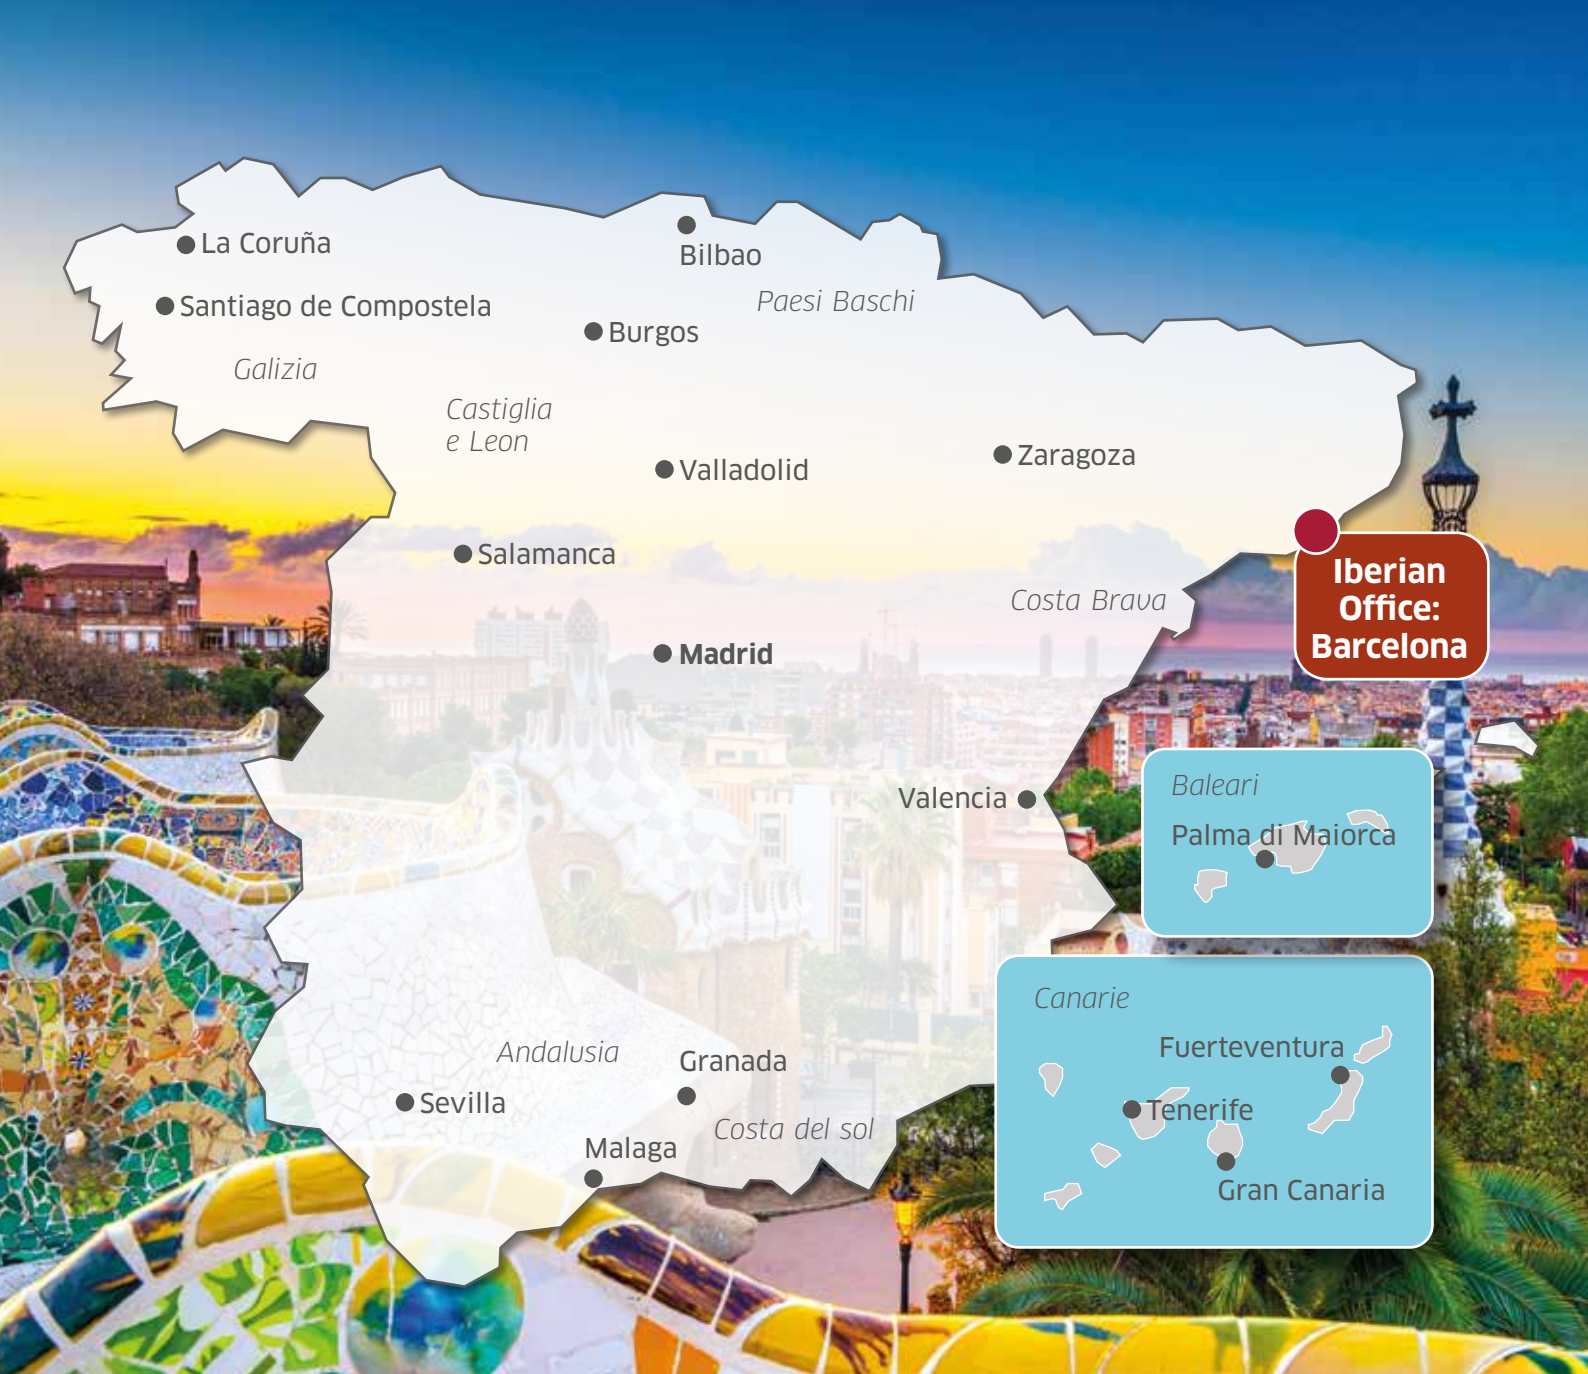 La Coruña
Bilbao
Santiago de Compostela
Paesi Baschi
Burgos
Galizia
Castiglia
e Leon
Valladolid
Zaragoza
Salamanca
Iberian
Office:
Barcelona
Costa Brava
Madrid
Valencia
Baleari
Palma di Maiorca
Canarie
Fuerteventura
Tenerife
Gran Canaria
Andalusia
Granada
Sevilla
Costa del sol
Malaga